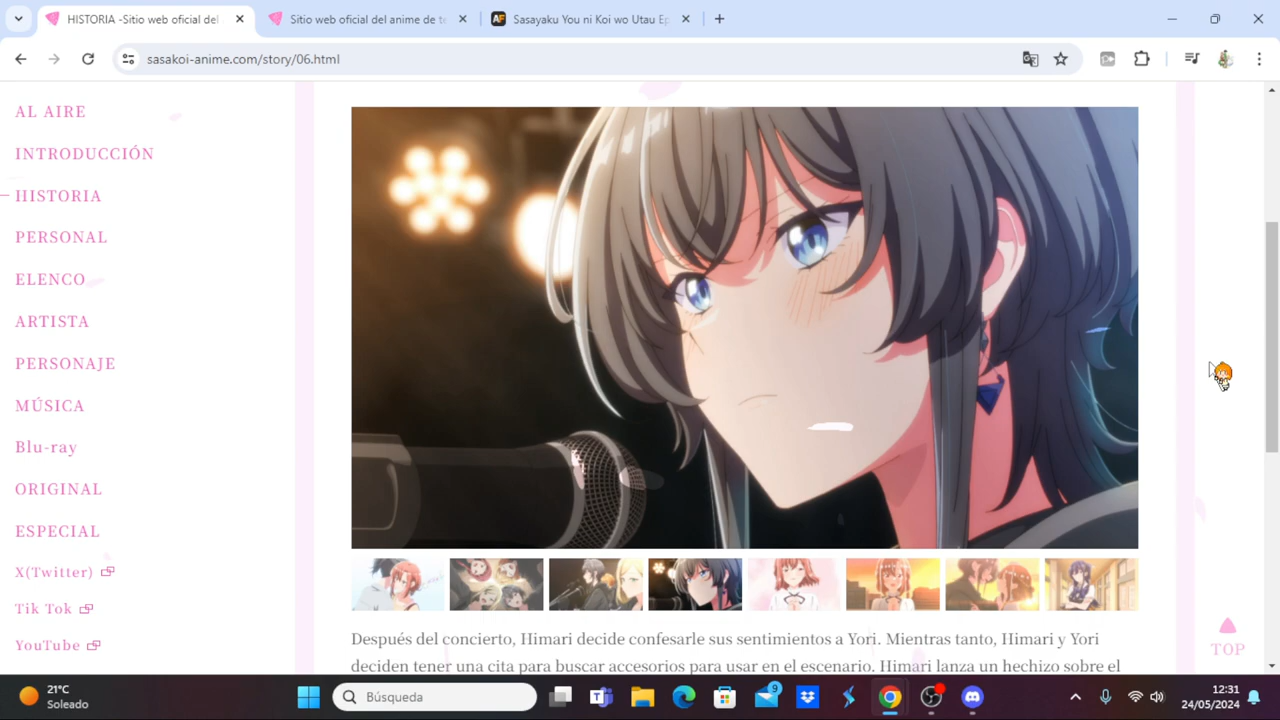 HISTORIA -Sitio web oficial del
Sitio web oficial del anime de te
AF
Sasayaku You ni Koi wo Utau Ep
sasakoi-anime.com/story/06.html
AL AIRE
INTRODUCCIÓN
HISTORIA
PERSONAL
ELENCO
ARTISTA
PERSONAJE
MÚSICA
Blu-ray
ORIGINAL
ESPECIAL
X(Twitter)
Tik Tok
YouTube
Después del concierto, Himari decide confesarle sus sentimientos a Yori. Mientras tanto, Himari y Yori
deciden tener una cita para buscar accesorios para usar en el escenario. Himari lanza un hechizo sobre el
TOP
21°C
Soleado
Búsqueda
9
12:31
24/05/2024